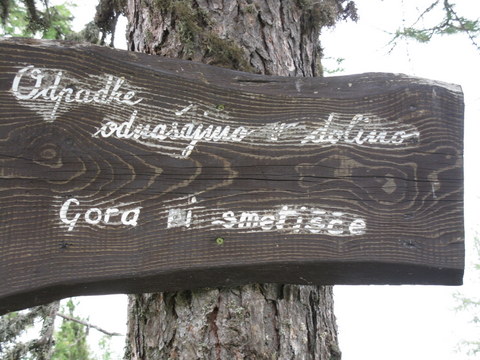 Odpadke
odnašajmo v dolino
Gora ni smetišče